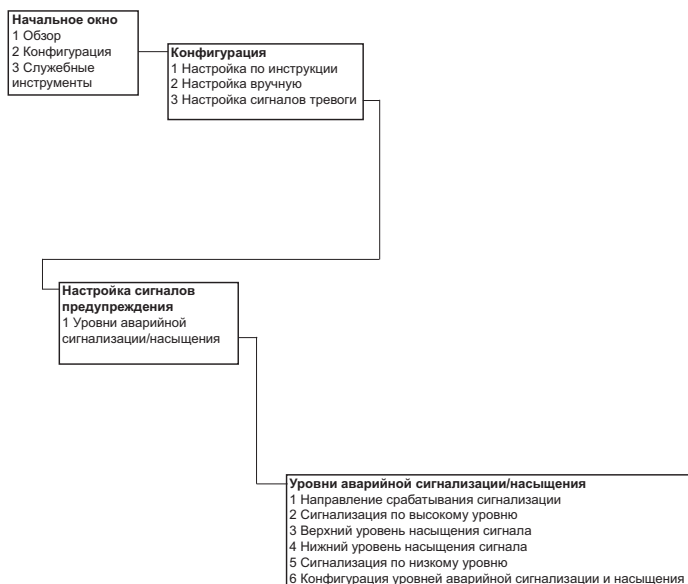 Начальное окно
1 Обзор
2 Конфигурация
3 Служебные
инструменты
Конфигурация
1 Настройка по инструкции
2 Настройка вручную
3 Настройка сигналов тревоги
Настройка сигналов
предупреждения
1 Уровни аварийной
сигнализации/насыщения
Уровни аварийной сигнализации/насыщения
1 Направление срабатывания сигнализации
2 Сигнализация по высокому уровню
3 Верхний уровень насыщения сигнала
4 Нижний уровень насыщения сигнала
5 Сигнализация по низкому уровню
6 Конфигурация уровней аварийной сигнализации и насыщения